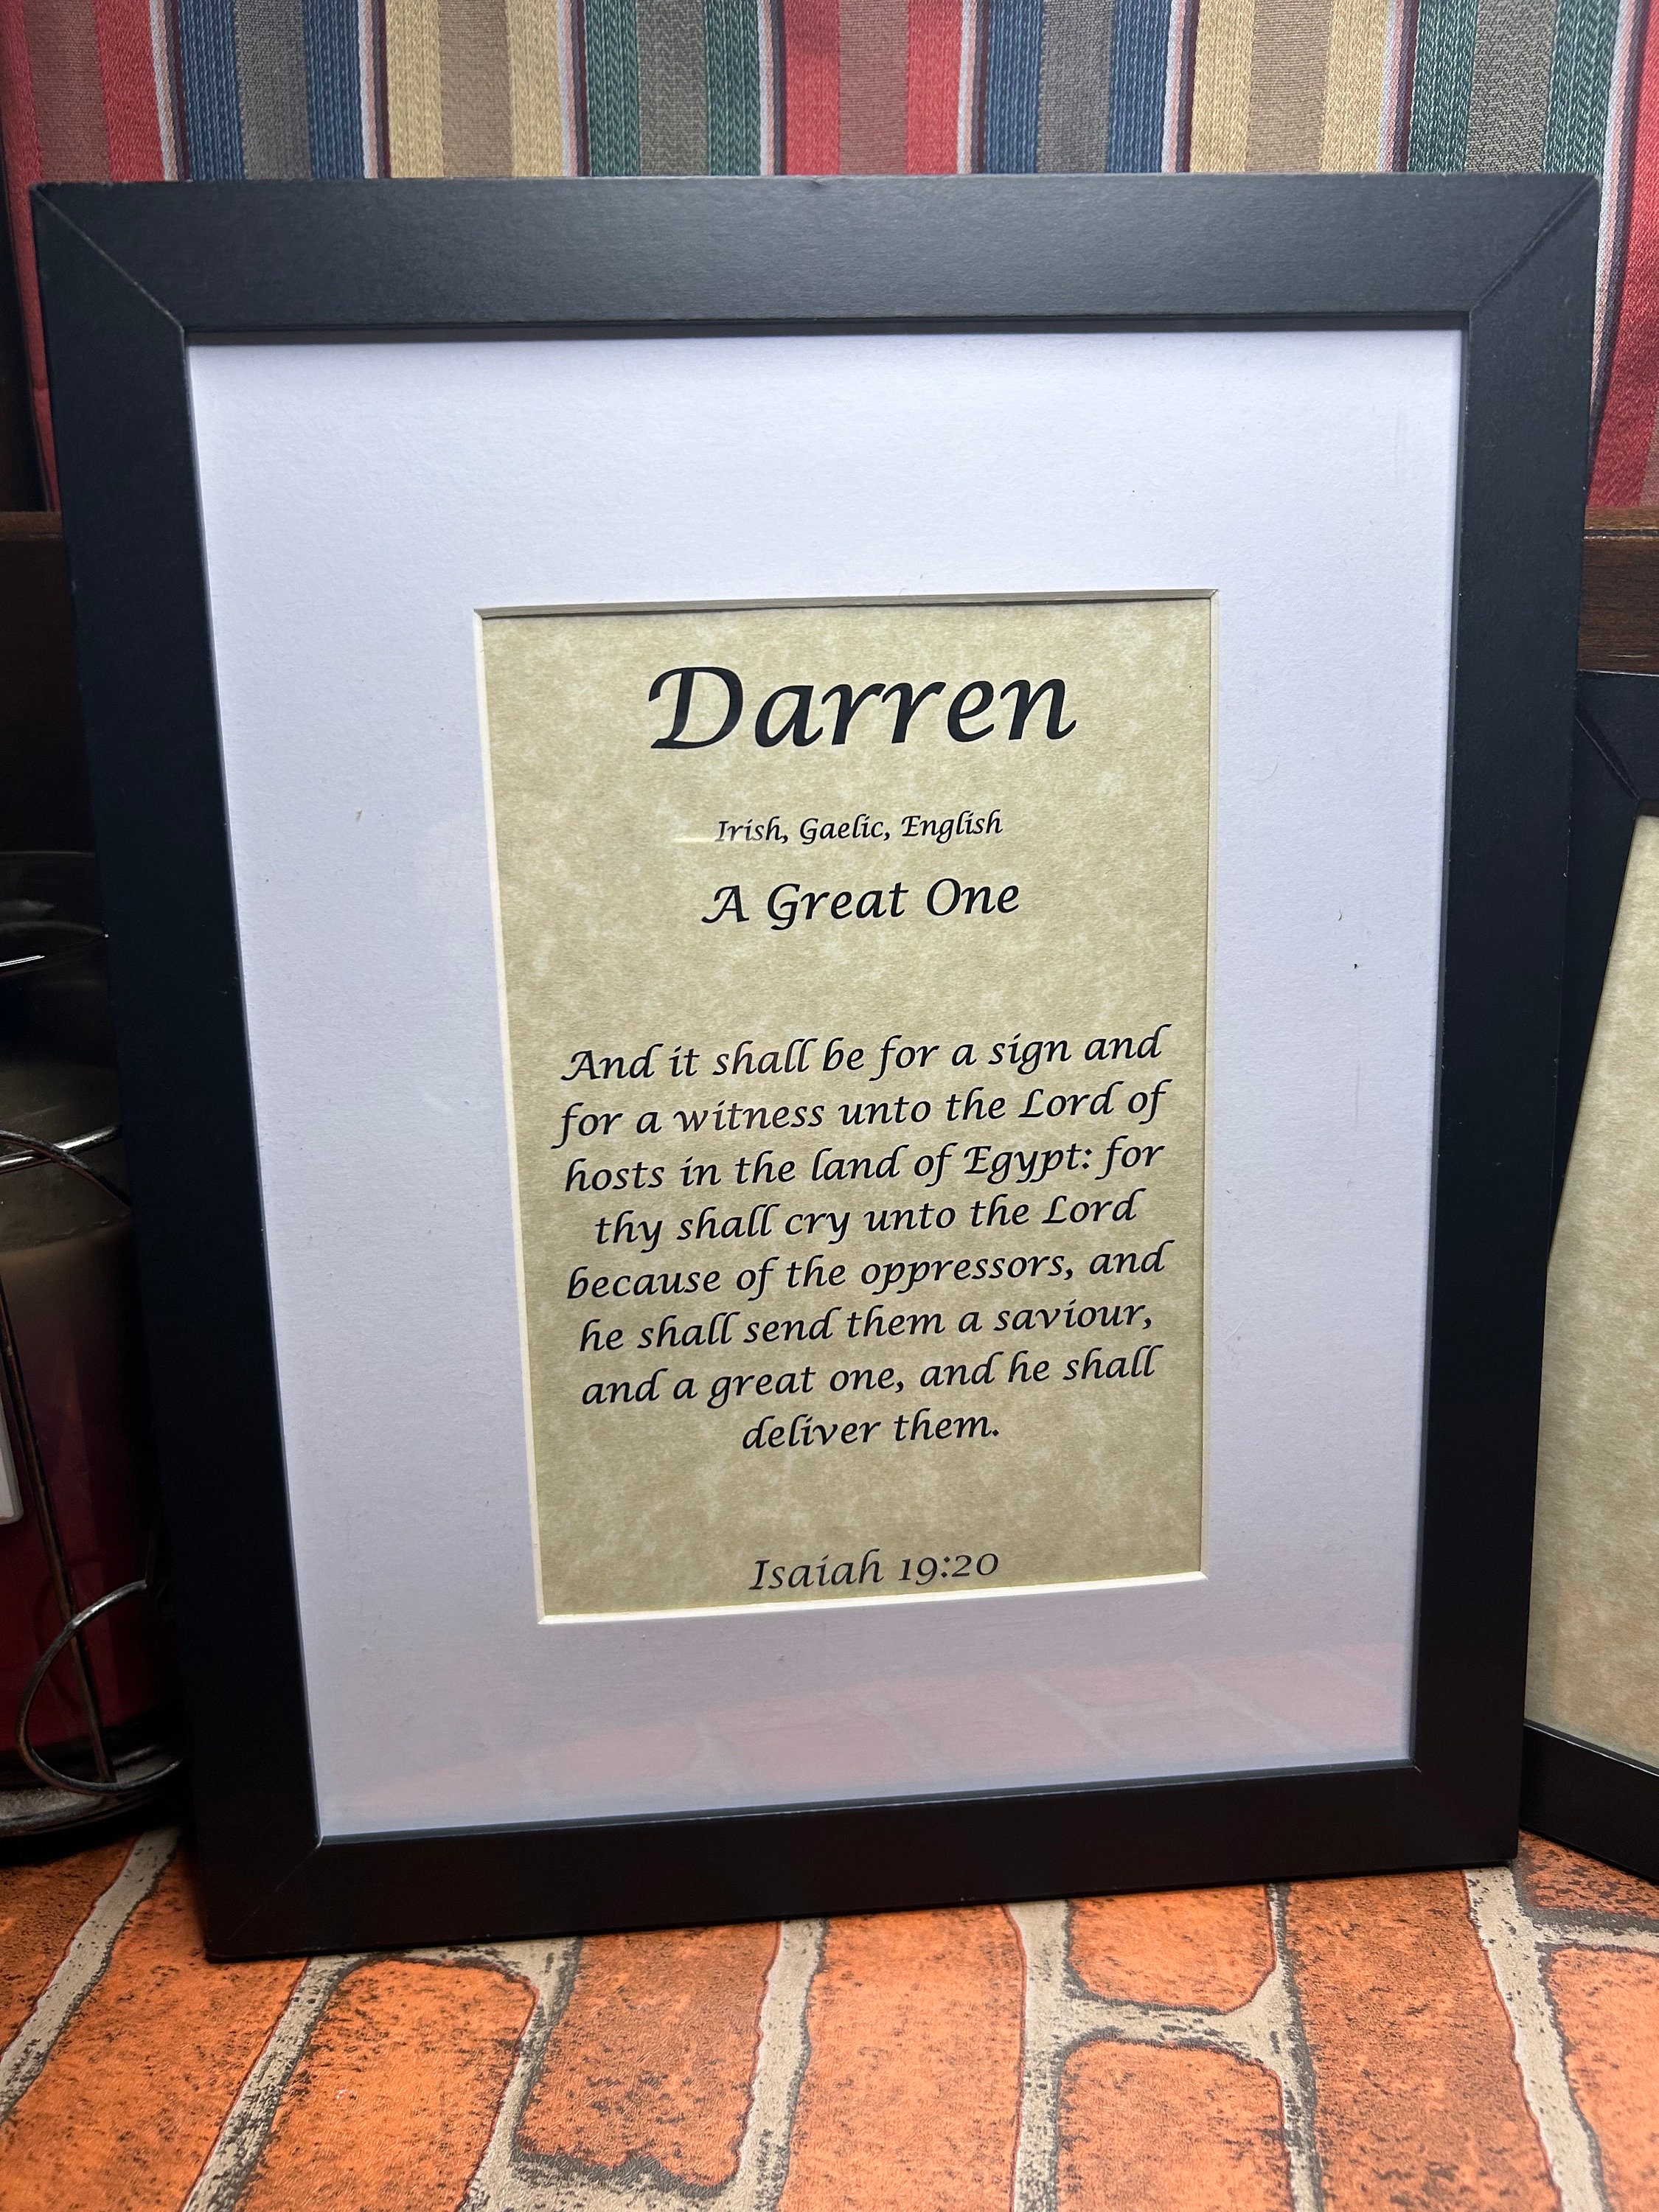 Darren
Irish, Gaelic, English
A Great One
And it shall be for a sign and
for a witness unto the Lord of
hosts in the land of Egypt: for
thy shall cry unto the Lord
because of the oppressors, and
he shall send them a saviour,
and a great one, and he shall
deliver them.
Isaiah 19:20